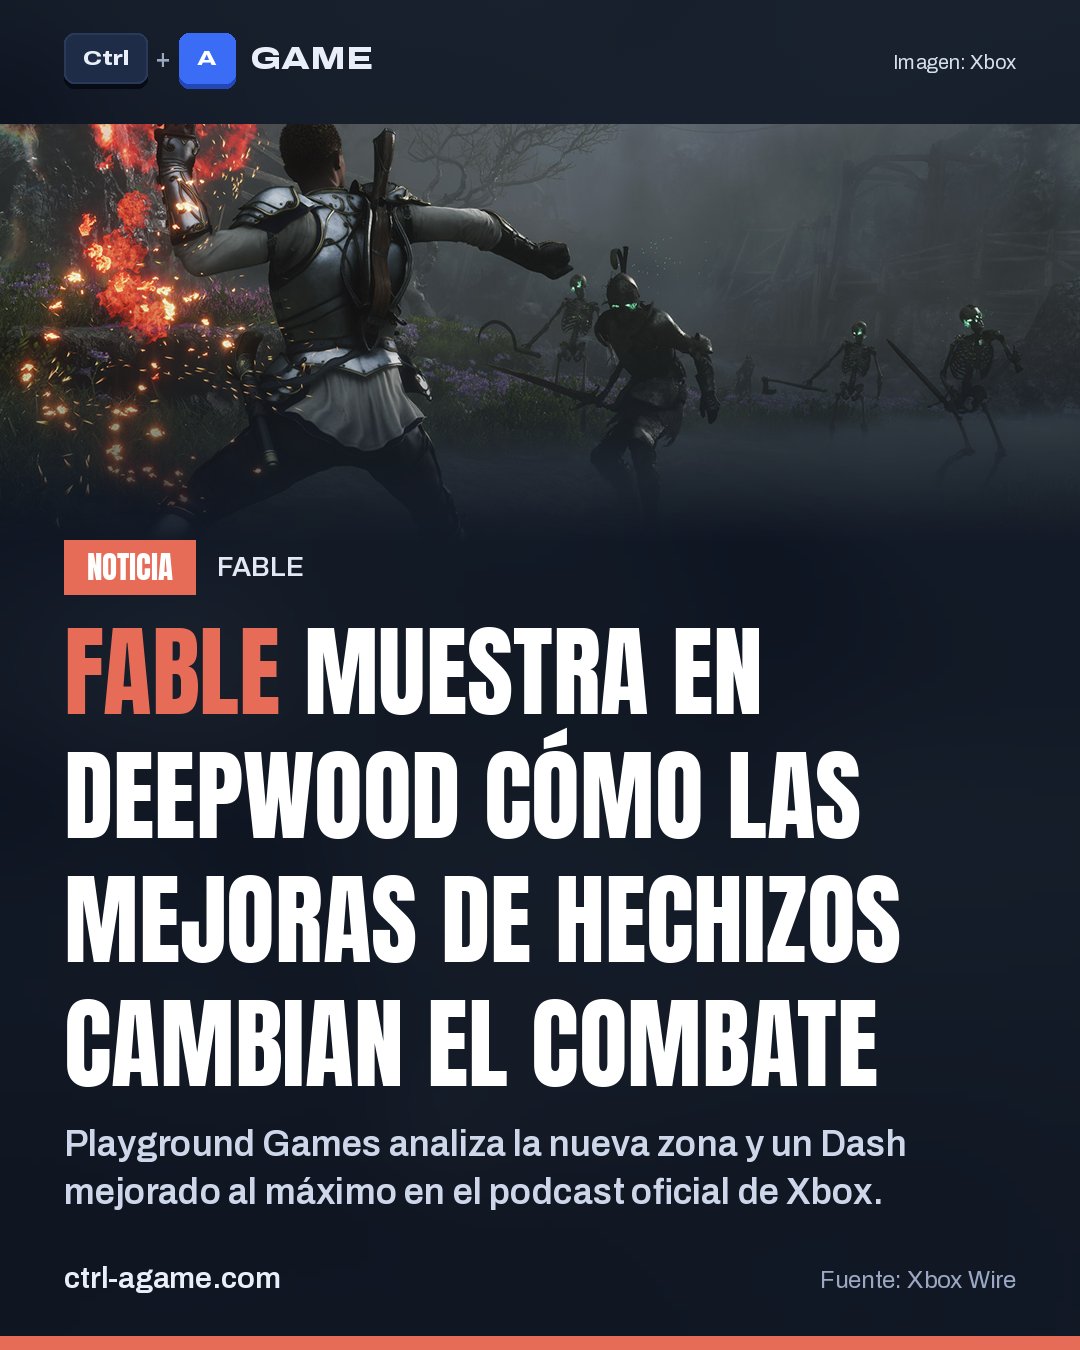 Ctrl + A GAME
Imagen: Xbox
NOTICIA FABLE
FABLE MUESTRA EN
DEEPWOOD CÓMO LAS
MEJORAS DE HECHIZOS
CAMBIAN EL COMBATE
Playground Games analiza la nueva zona y un Dash
mejorado al máximo en el podcast oficial de Xbox.
ctrl-agame.com
Fuente: Xbox Wire